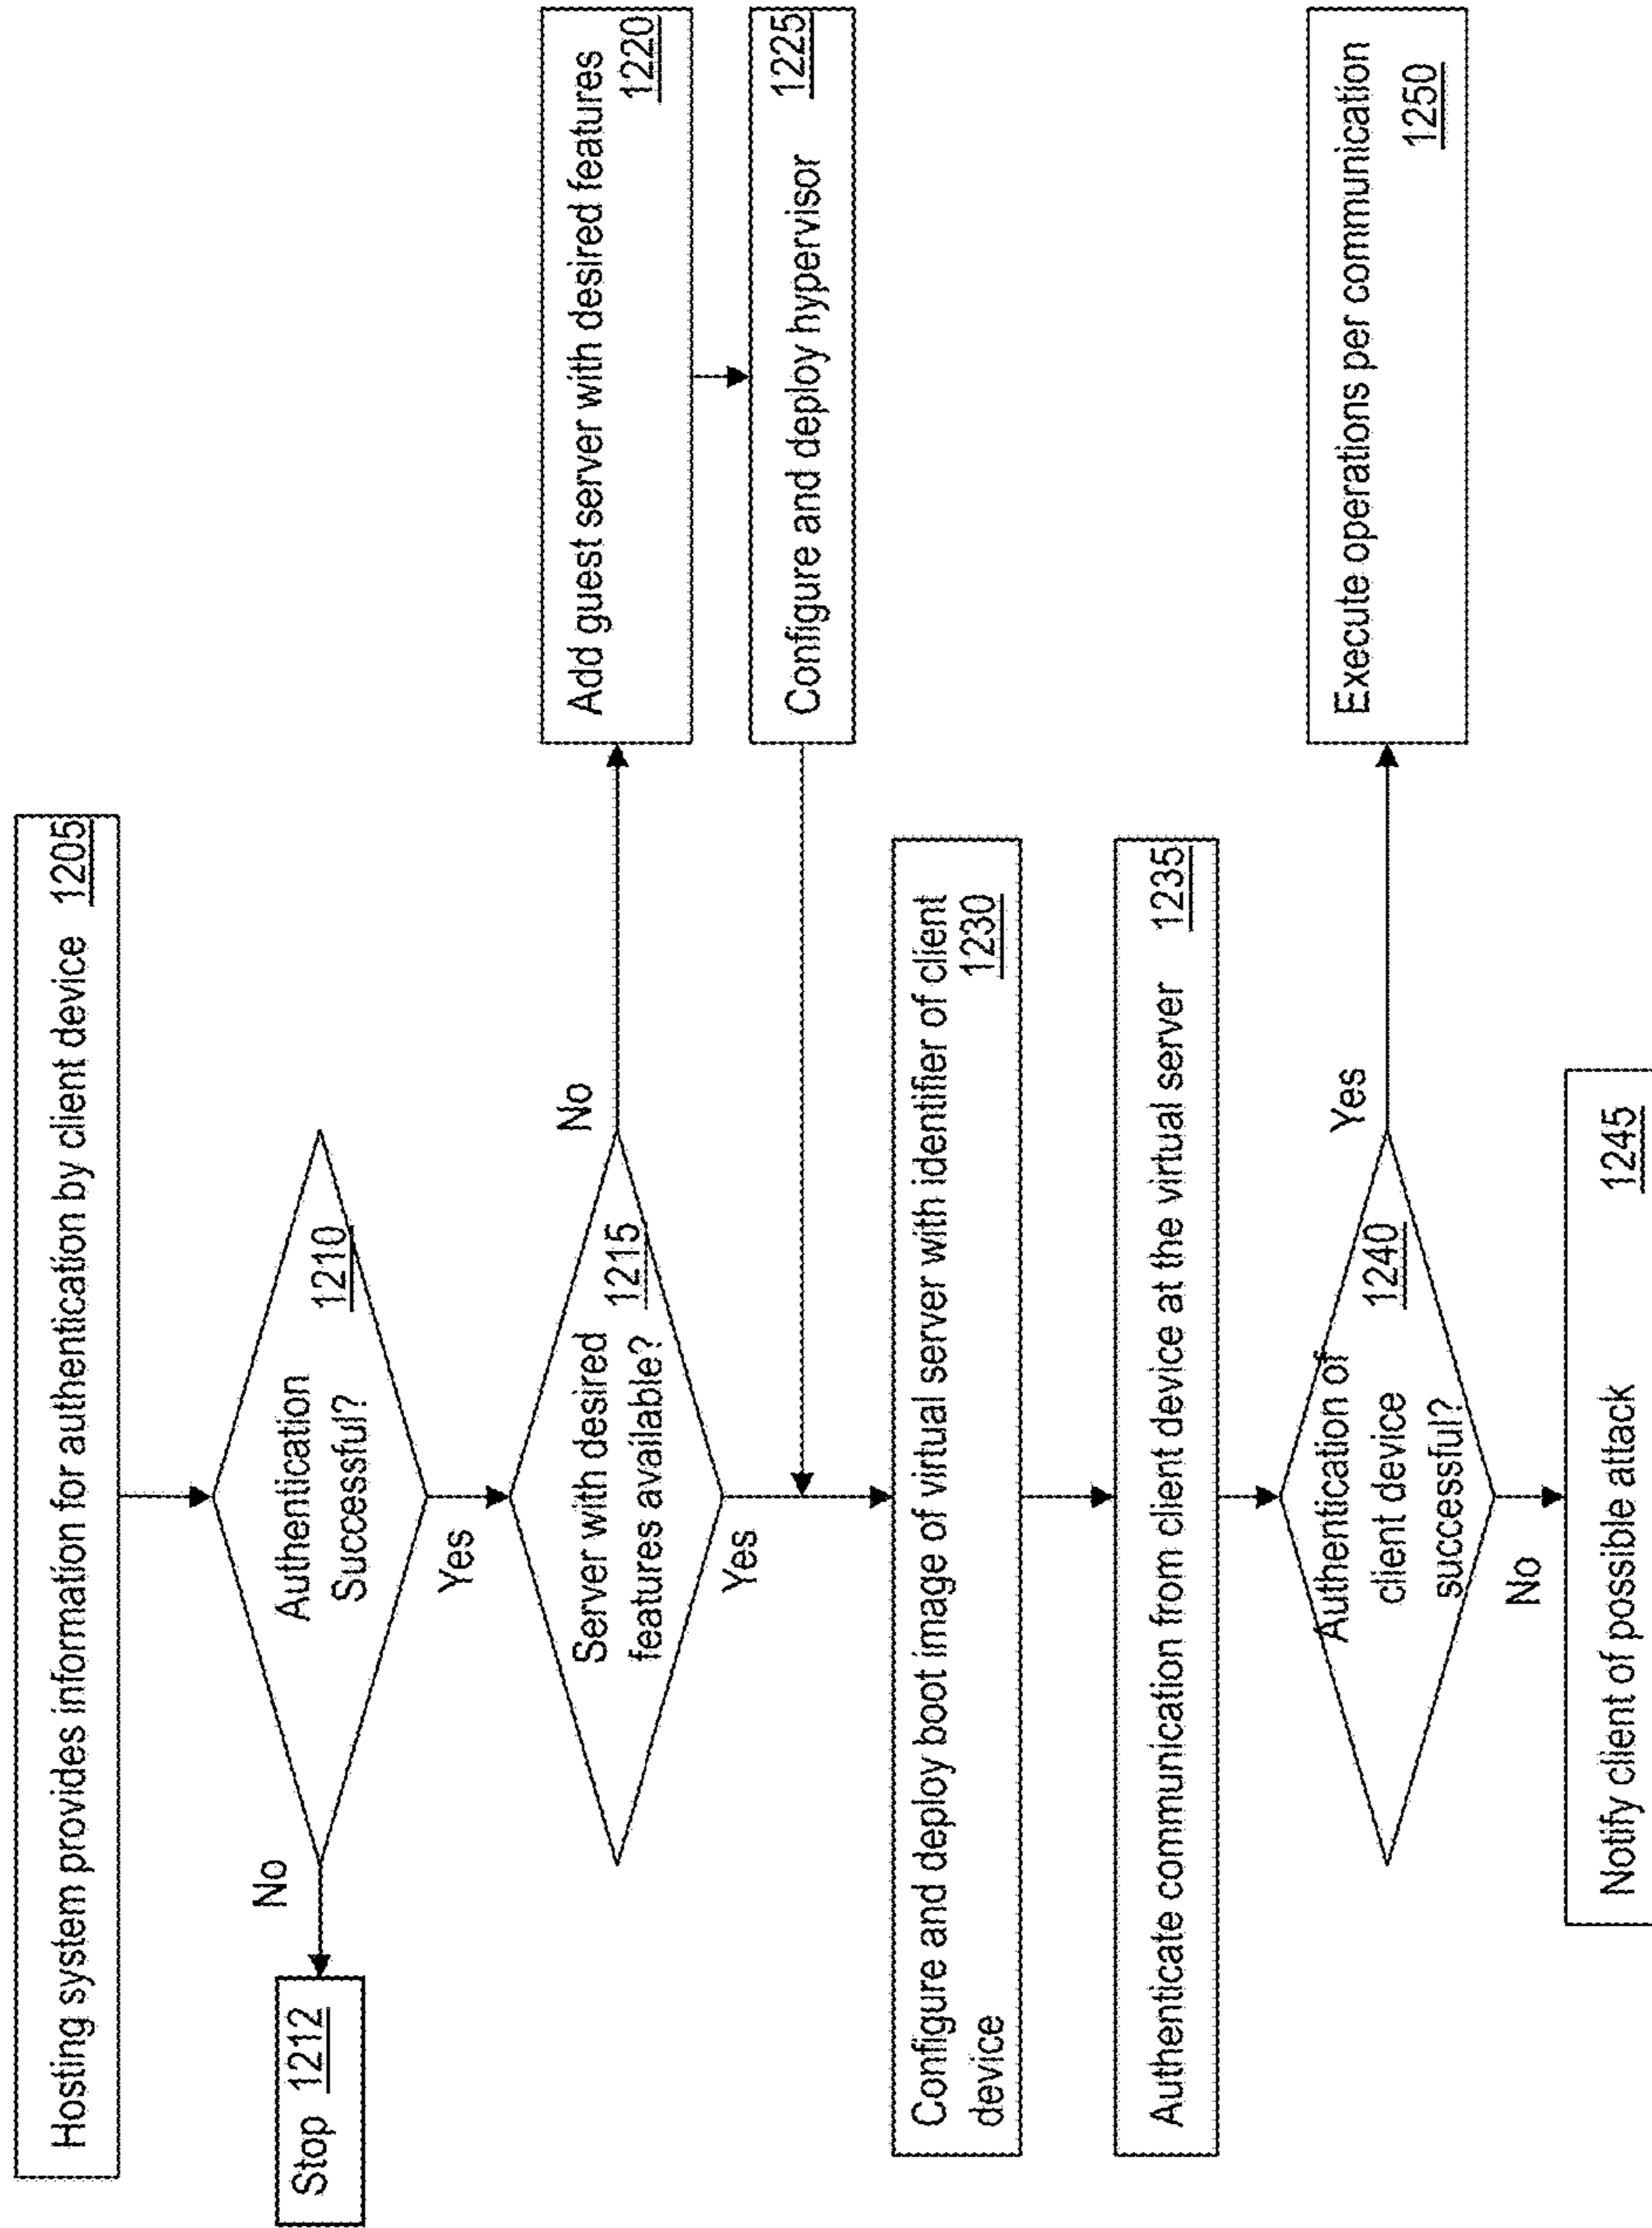 Hosting system provides information for authentication by client device 1205
Authentication
Successful?
1210
No
Stop 1212
Yes
Server with desired
features available?
1215
No
Add guest server with desired features
1220
Configure and deploy hypervisor 1225
Yes
Configure and deploy boot image of virtual server with identifier of client
device
1230
Authenticate communication from client device at the virtual server 1235
Authentication of
client device
successful?
1240
Yes
Execute operations per communication
1250
No
Notify client of possible attack 1245